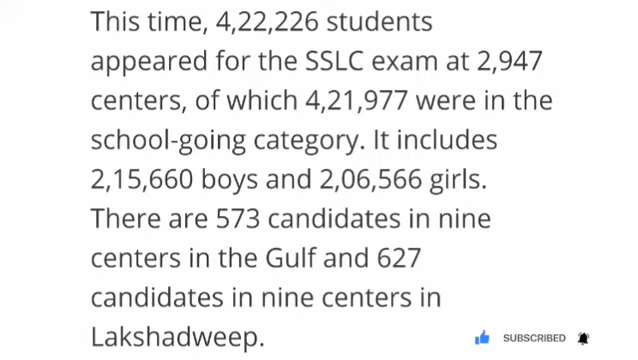 This time, 4,22,226 students
appeared for the SSLC exam at 2,947
centers, of which 4,21,977 were in the
school-going category. It includes
2,15,660 boys and 2,06,566 girls.
There are 573 candidates in nine
centers in the Gulf and 627
candidates in nine centers in
Lakshadweep.
SUBSCRIBED